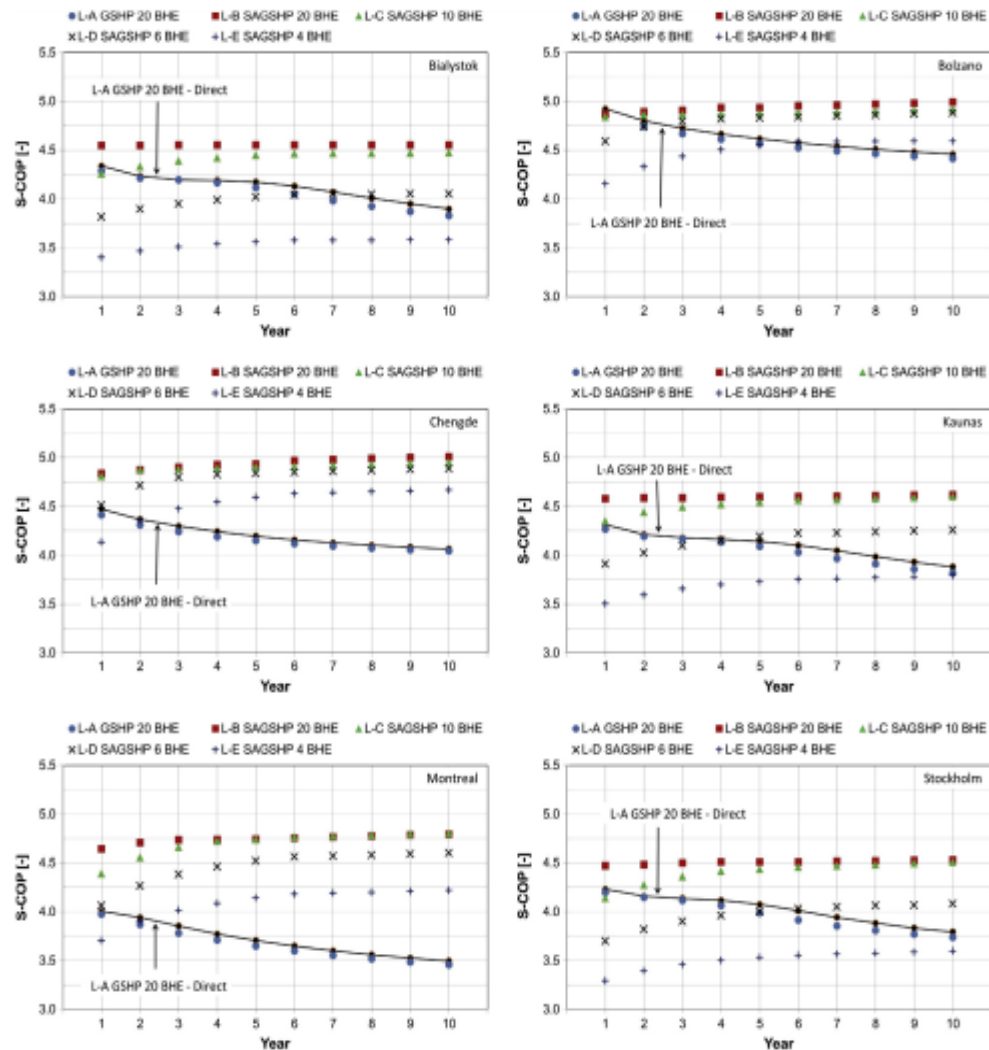 L-A GSHP 20 BHE L-B SAGSHP 20 BHE L-C SAGSHP 10 BHE
L-D SAGSHP 6 BHE L-E SAGSHP 4 BHE
5.5
5.0
4.5
4.0
3.5
3.0
S-COP [-]
Bialystok
L-A GSHP 20 BHE - Direct
1 2 3 4 5 6 7 8 9 10
Year
L-A GSHP 20 BHE L-B SAGSHP 20 BHE L-C SAGSHP 10 BHE
L-D SAGSHP 6 BHE L-E SAGSHP 4 BHE
5.5
5.0
4.5
4.0
3.5
3.0
S-COP [-]
Bolzano
L-A GSHP 20 BHE - Direct
1 2 3 4 5 6 7 8 9 10
Year
L-A GSHP 20 BHE L-B SAGSHP 20 BHE L-C SAGSHP 10 BHE
L-D SAGSHP 6 BHE L-E SAGSHP 4 BHE
5.5
5.0
4.5
4.0
3.5
3.0
S-COP [-]
Chengde
L-A GSHP 20 BHE - Direct
1 2 3 4 5 6 7 8 9 10
Year
L-A GSHP 20 BHE L-B SAGSHP 20 BHE L-C SAGSHP 10 BHE
L-D SAGSHP 6 BHE L-E SAGSHP 4 BHE
5.5
5.0
4.5
4.0
3.5
3.0
S-COP [-]
Kaunas
L-A GSHP 20 BHE - Direct
1 2 3 4 5 6 7 8 9 10
Year
L-A GSHP 20 BHE L-B SAGSHP 20 BHE L-C SAGSHP 10 BHE
L-D SAGSHP 6 BHE L-E SAGSHP 4 BHE
5.5
5.0
4.5
4.0
3.5
3.0
S-COP [-]
Montreal
L-A GSHP 20 BHE - Direct
1 2 3 4 5 6 7 8 9 10
Year
L-A GSHP 20 BHE L-B SAGSHP 20 BHE L-C SAGSHP 10 BHE
L-D SAGSHP 6 BHE L-E SAGSHP 4 BHE
5.5
5.0
4.5
4.0
3.5
3.0
S-COP [-]
Stockholm
L-A GSHP 20 BHE - Direct
1 2 3 4 5 6 7 8 9 10
Year